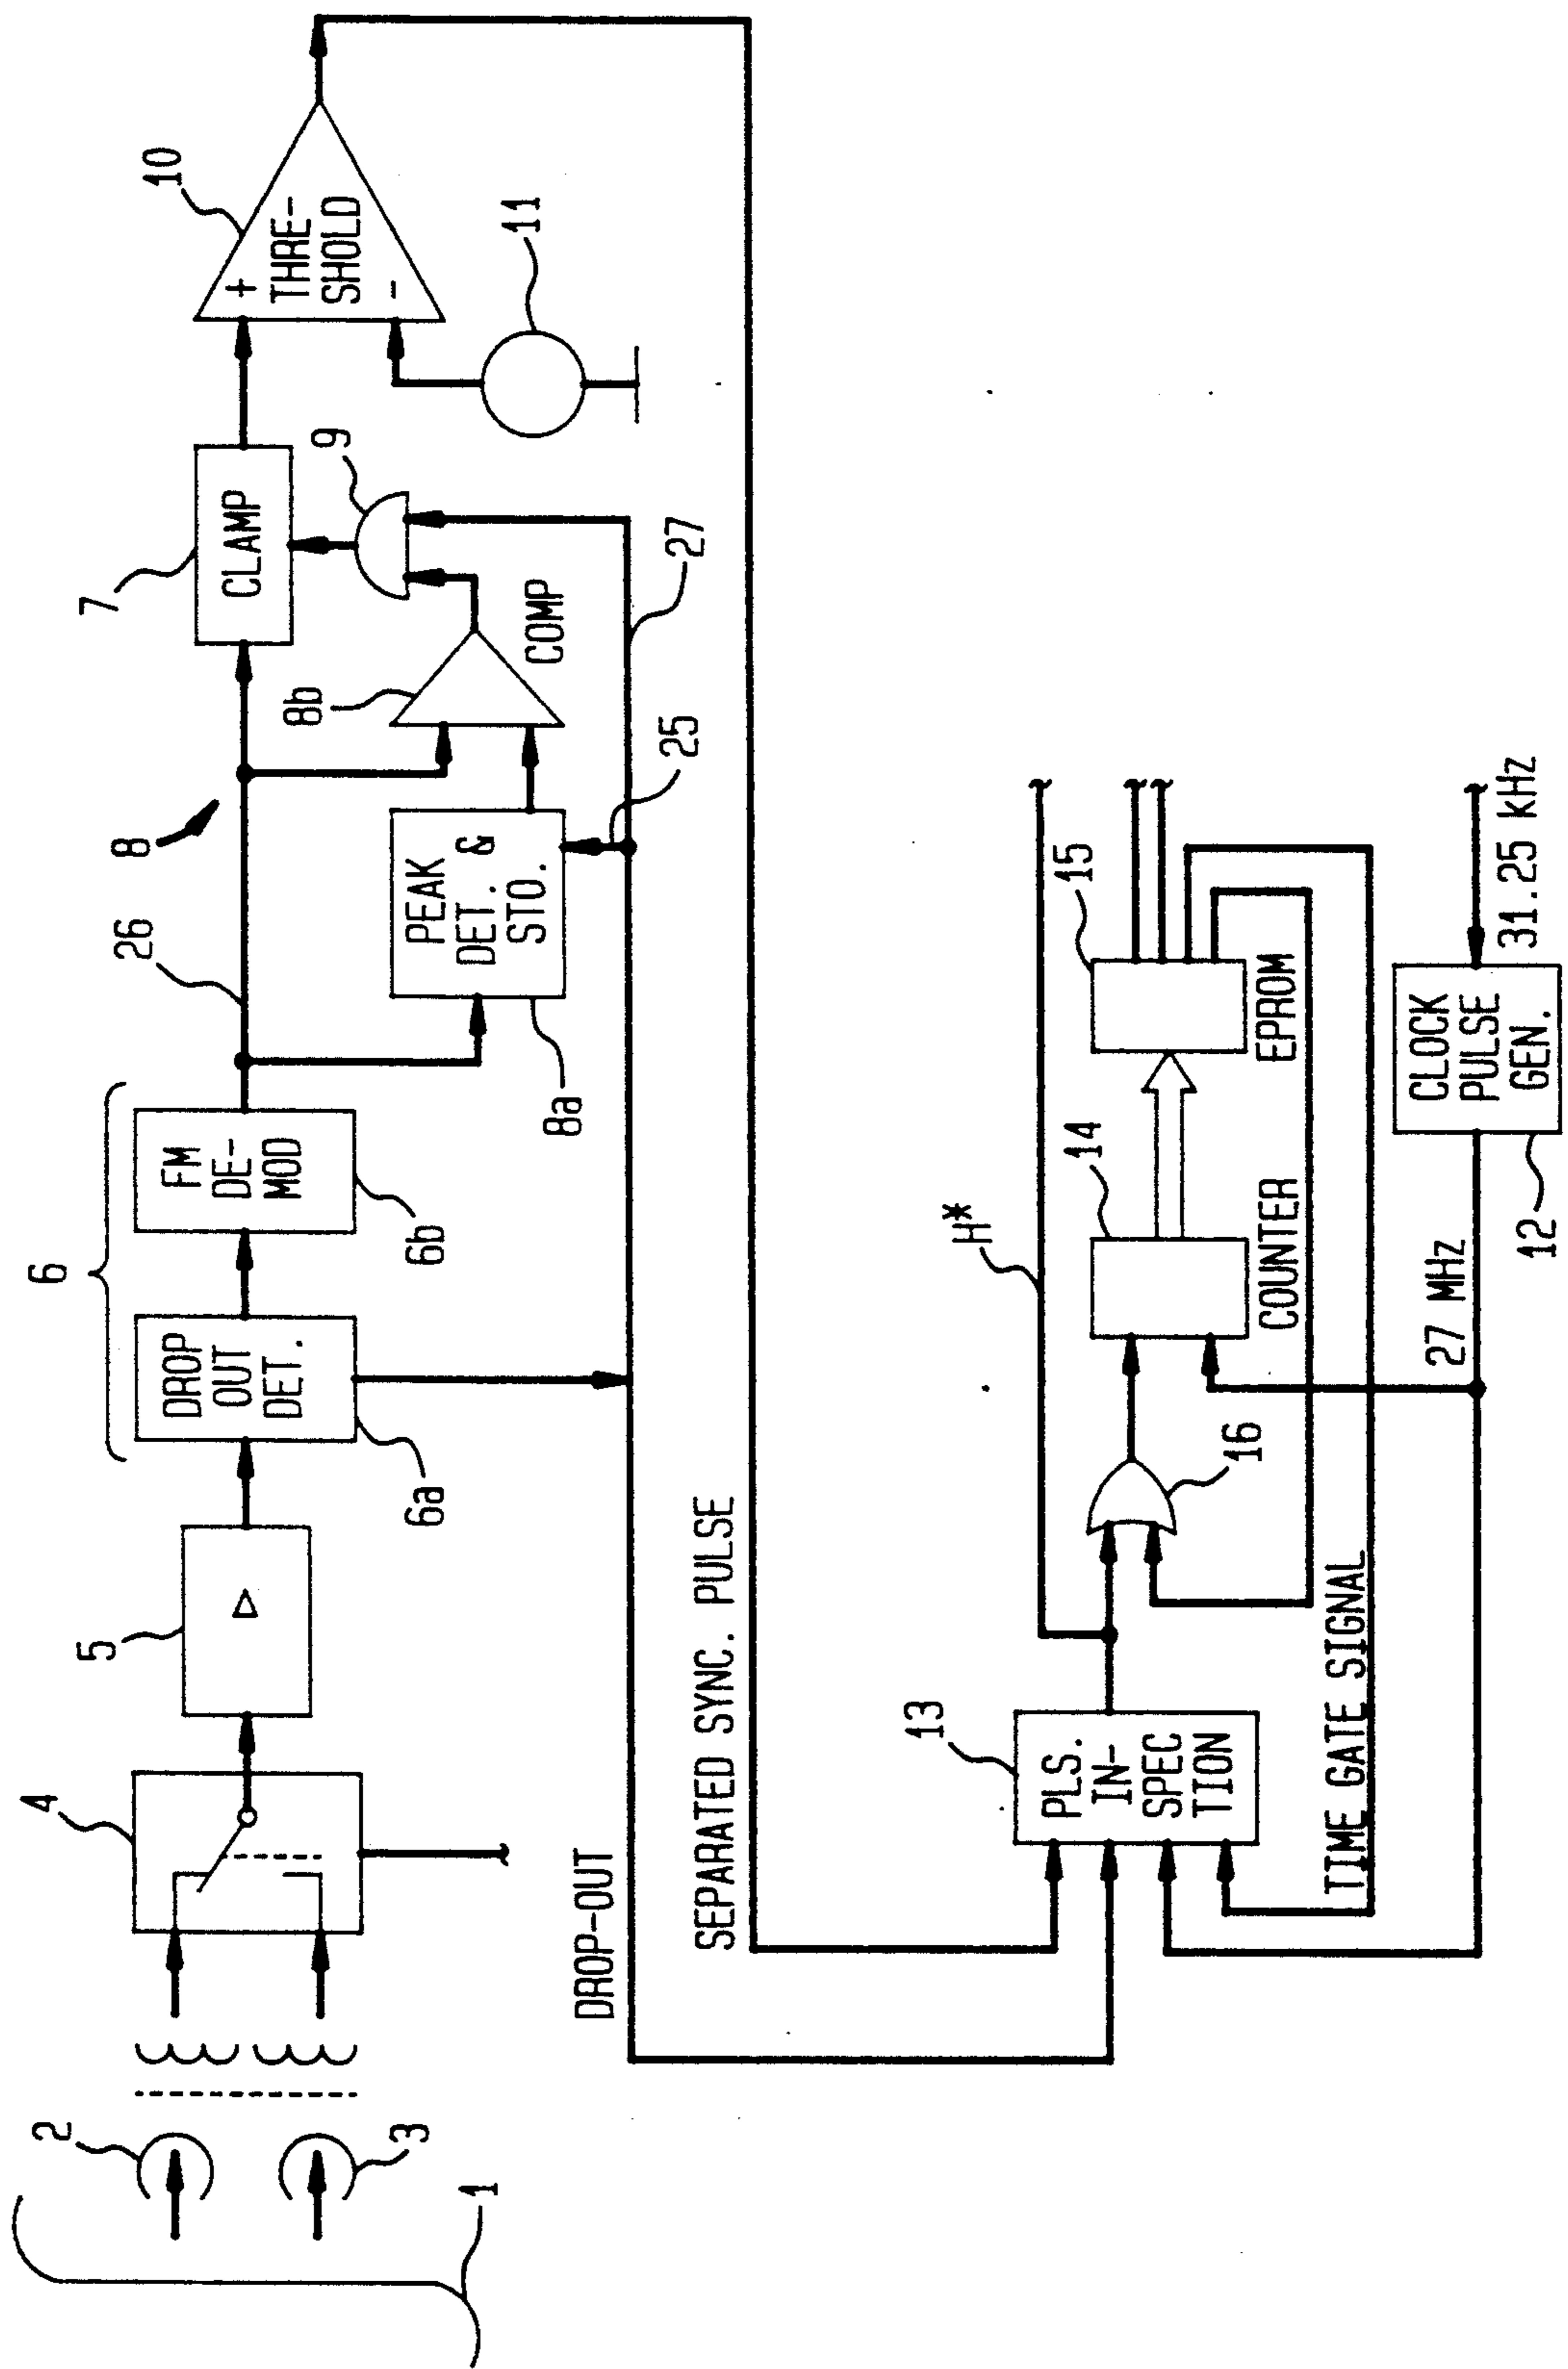 1
2
3
4
5
Δ
6
DROP
OUT
DET.
6a
FM
DE-
MOD
6b
26
8
PEAK
DET. &
STO.
8a
25
8b
COMP
7
CLAMP
9
27
10
+
THRE-
SHOLD
-
11
DROP-OUT
SEPARATED SYNC. PULSE
13
PLS.
IN-
SPEC
TION
H*
16
14
COUNTER
15
EPROM
TIME GATE SIGNAL
27 MHz
12
CLOCK
PULSE
GEN.
31.25 kHz